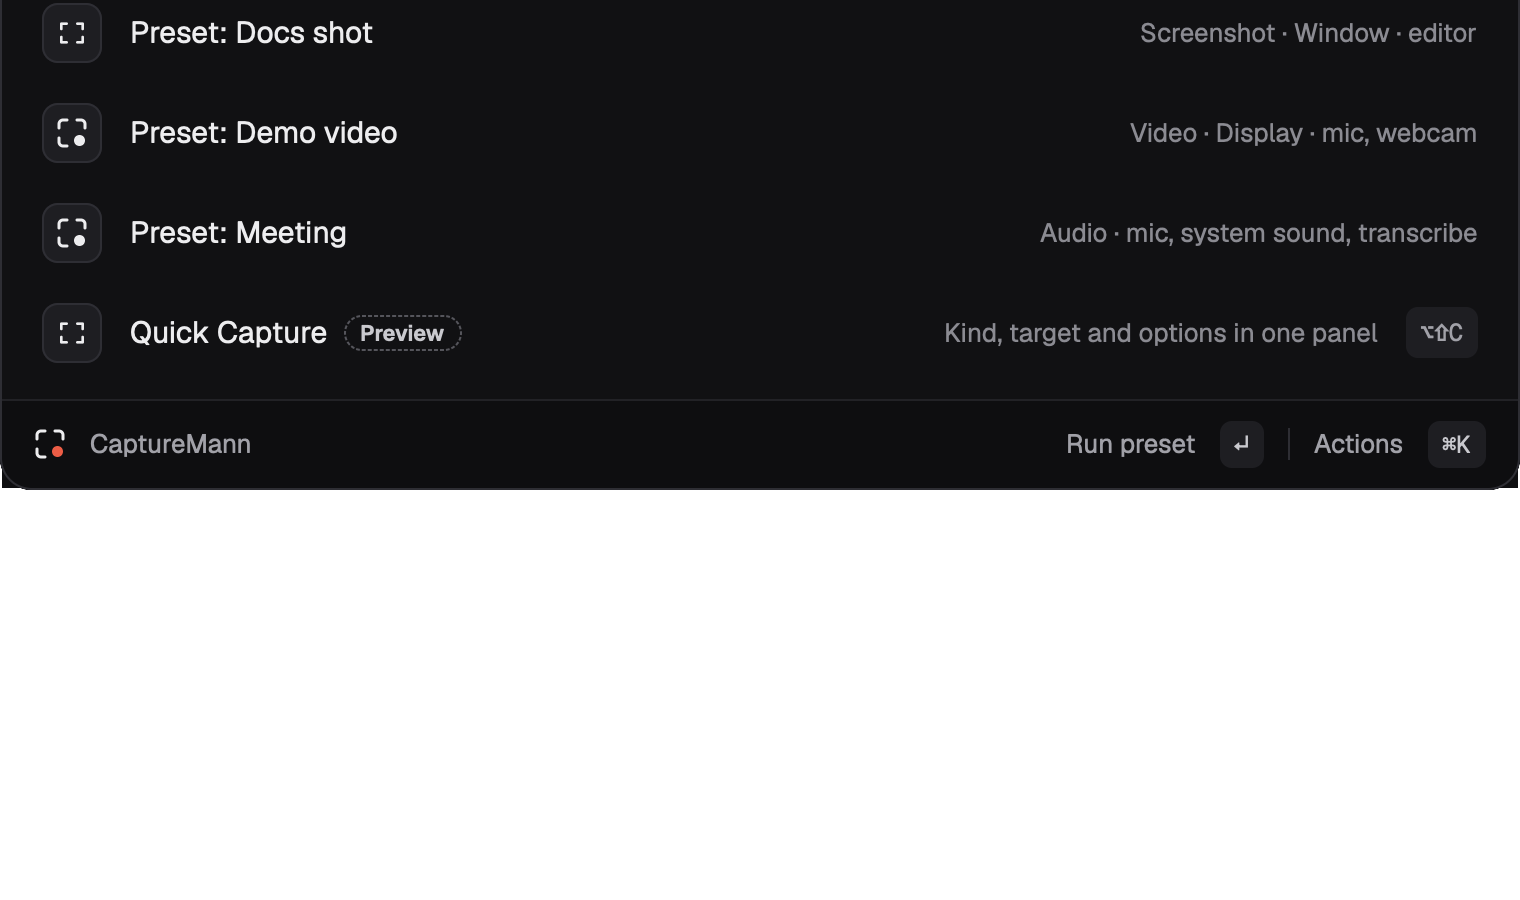 Preset: Docs shot Screenshot · Window · editor
Preset: Demo video Video · Display · mic, webcam
Preset: Meeting Audio · mic, system sound, transcribe
Quick Capture Preview Kind, target and options in one panel ⌥⇧C
CaptureMann Run preset ↵ Actions ⌘K